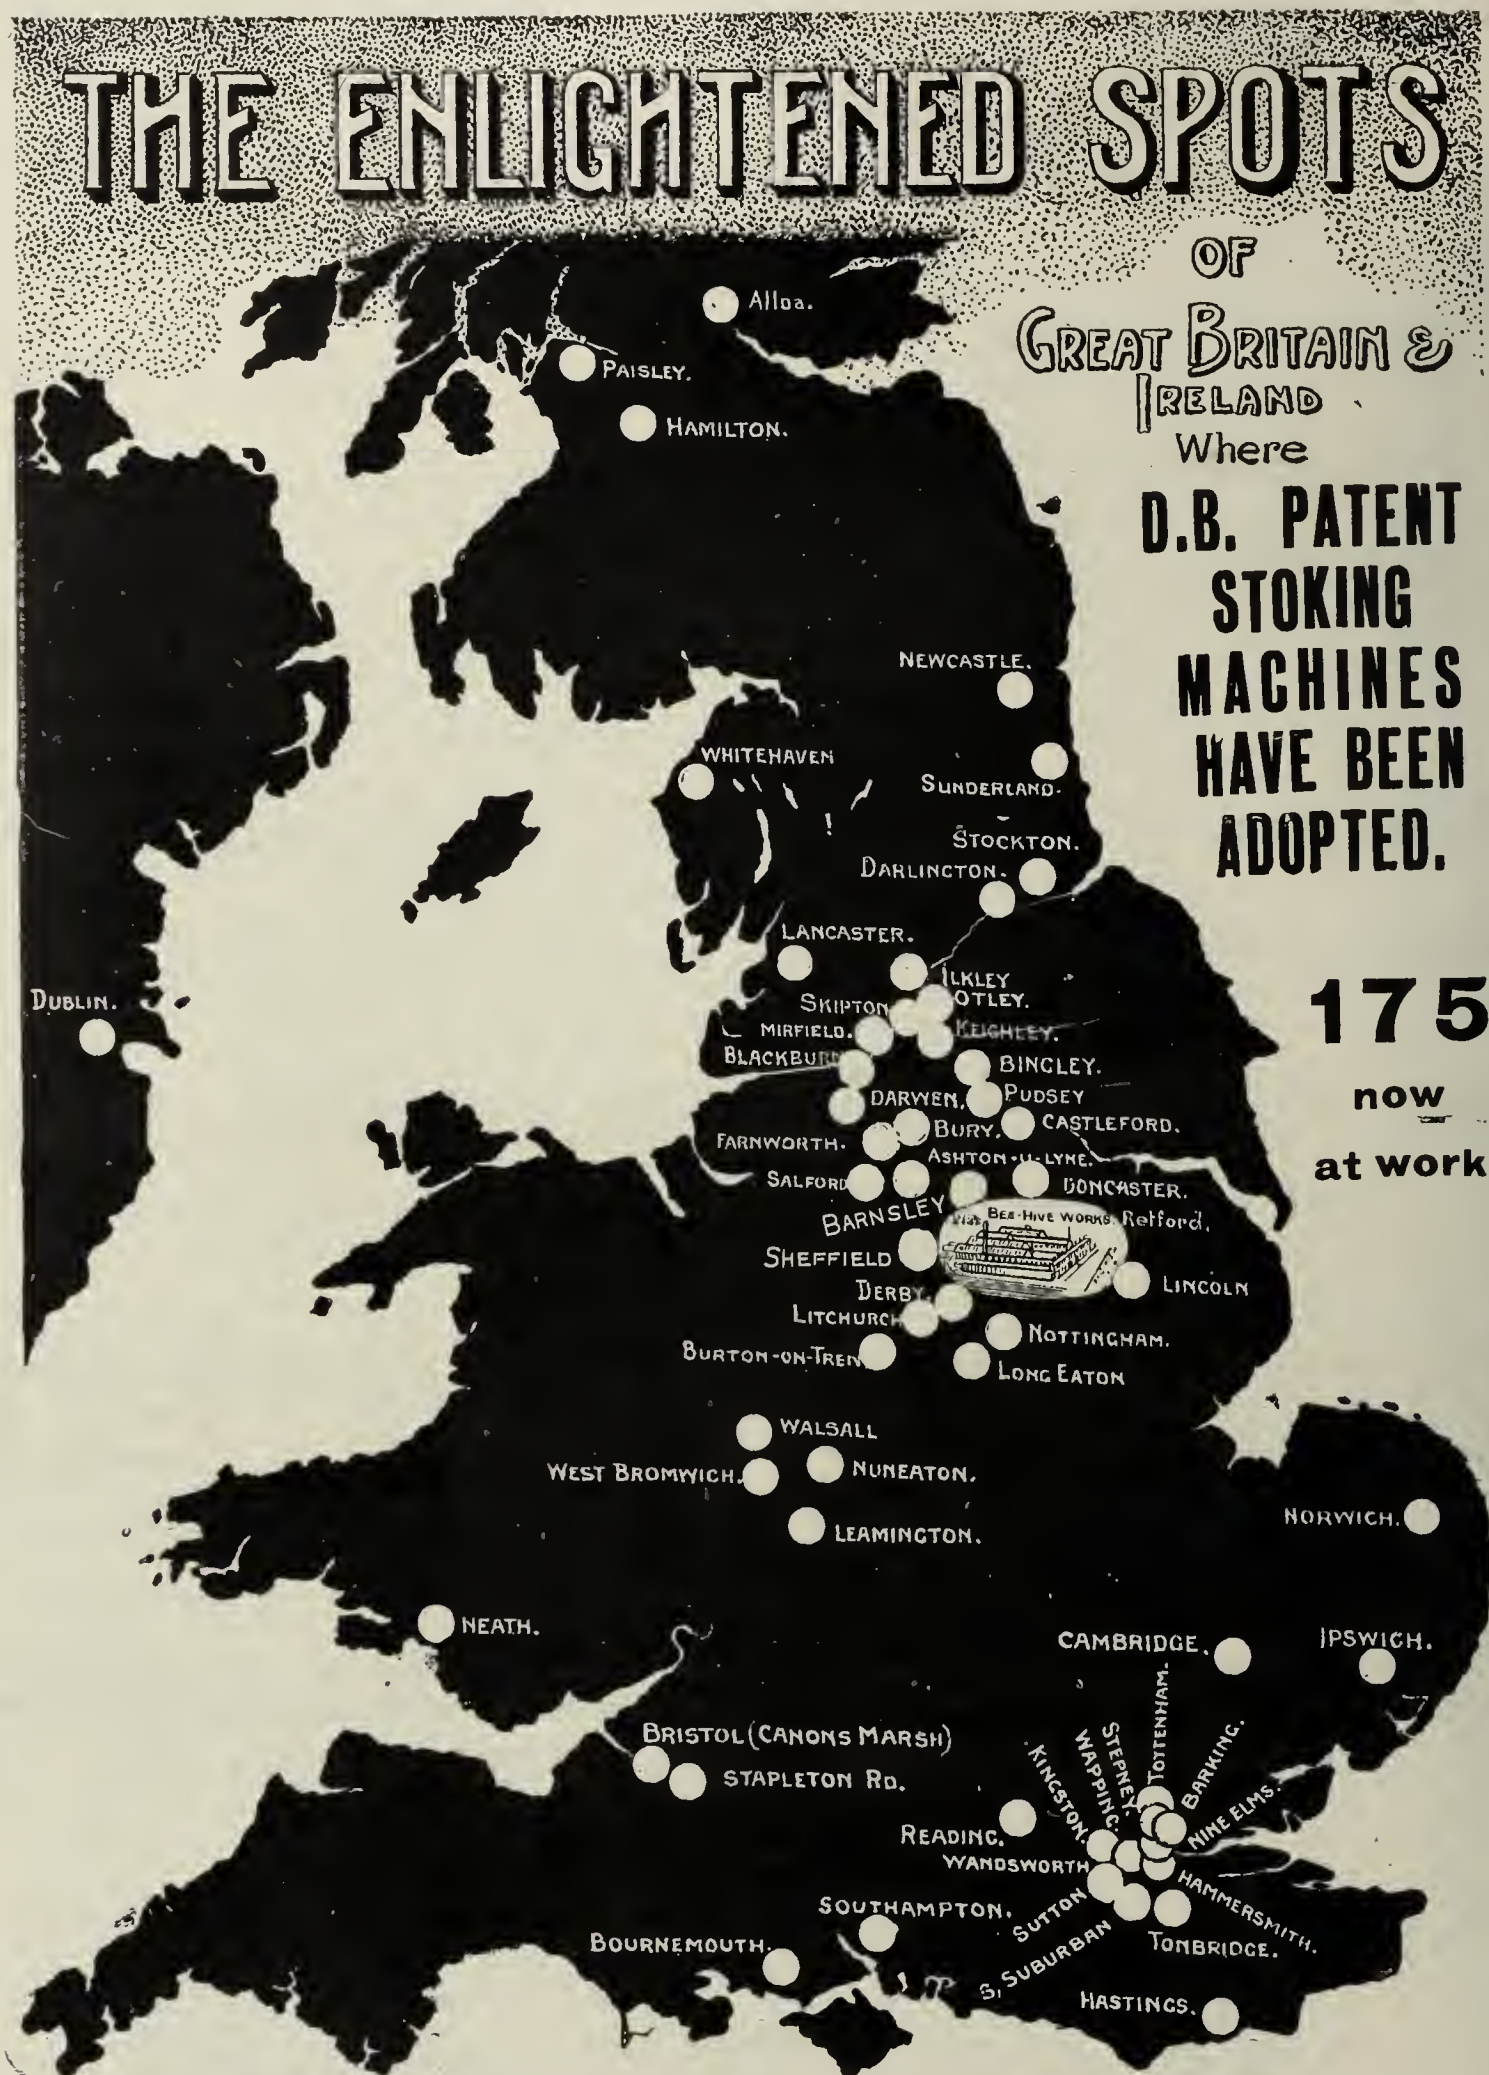 THE ENLIGHTENED SPOTS
OF
GREAT BRITAIN &
IRELAND
Where
D.B. PATENT
STOKING
MACHINES
HAVE BEEN
ADOPTED.
175
now
at work
Alloa.
PAISLEY.
HAMILTON.
NEWCASTLE.
WHITEHAVEN
SUNDERLAND.
STOCKTON.
DARLINGTON.
LANCASTER.
ILKLEY
DUBLIN.
SKIPTON
OTLEY.
MIRFIELD.
KEIGHLEY.
BLACKBURN
BINGLEY.
DARWEN.
PUDSEY
FARNWORTH.
BURY.
CASTLEFORD.
ASHTON-U-LYNE.
SALFORD
DONCASTER.
BARNSLEY
BEE-HIVE WORKS.
Retford.
SHEFFIELD
LINCOLN
DERBY.
LITCHURCH
NOTTINGHAM.
BURTON-ON-TREN
LONG EATON
WALSALL
WEST BROMWICH.
NUNEATON.
LEAMINGTON.
NORWICH.
NEATH.
CAMBRIDGE.
IPSWICH.
BRISTOL (CANONS MARSH)
STAPLETON RD.
KINGSTON.
WAPPING.
STEPNEY.
TOTTENHAM.
BARKING.
NINE ELMS.
READING.
WANDSWORTH
HAMMERSMITH.
SUTTON
SOUTHAMPTON.
S, SUBURBAN
TONBRIDGE.
BOURNEMOUTH.
HASTINGS.